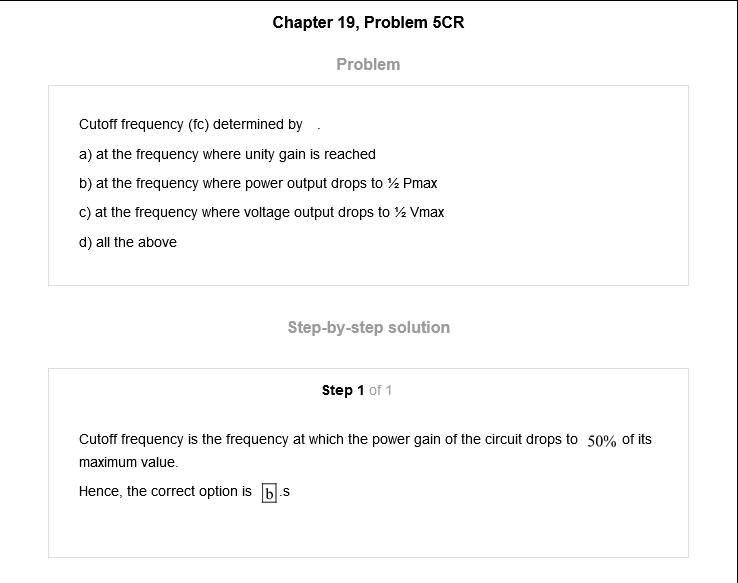 Chapter 19, Problem 5CR
Problem
Cutoff frequency (fc) determined by .
a) at the frequency where unity gain is reached
b) at the frequency where power output drops to ½ Pmax
c) at the frequency where voltage output drops to ½ Vmax
d) all the above
Step-by-step solution
Step 1 of 1
Cutoff frequency is the frequency at which the power gain of the circuit drops to 50% of its
maximum value.
Hence, the correct option is b.s